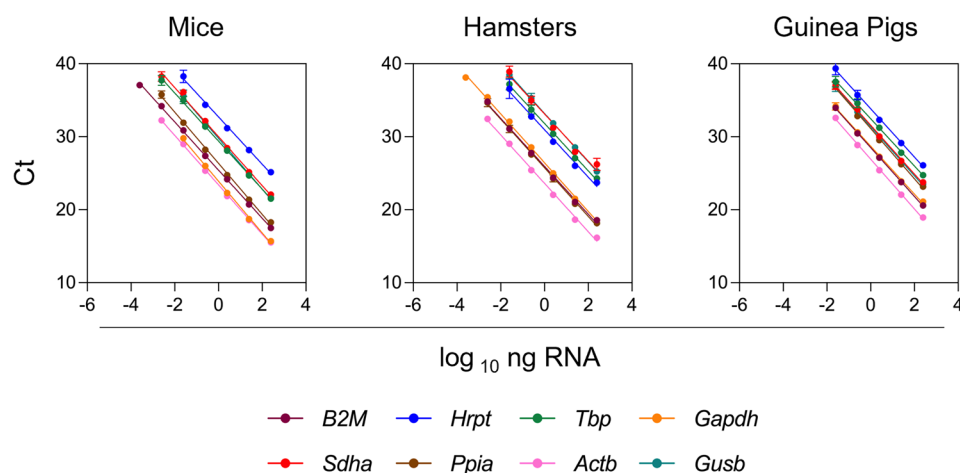 Mice Hamsters Guinea Pigs
40 40 40
30 30 30
Ct
20 20 20
10 10 10
-6 -4 -2 0 2 4 -6 -4 -2 0 2 4 -6 -4 -2 0 2 4
log 10 ng RNA
B2M Hrpt Tbp Gapdh
Sdha Ppia Actb Gusb